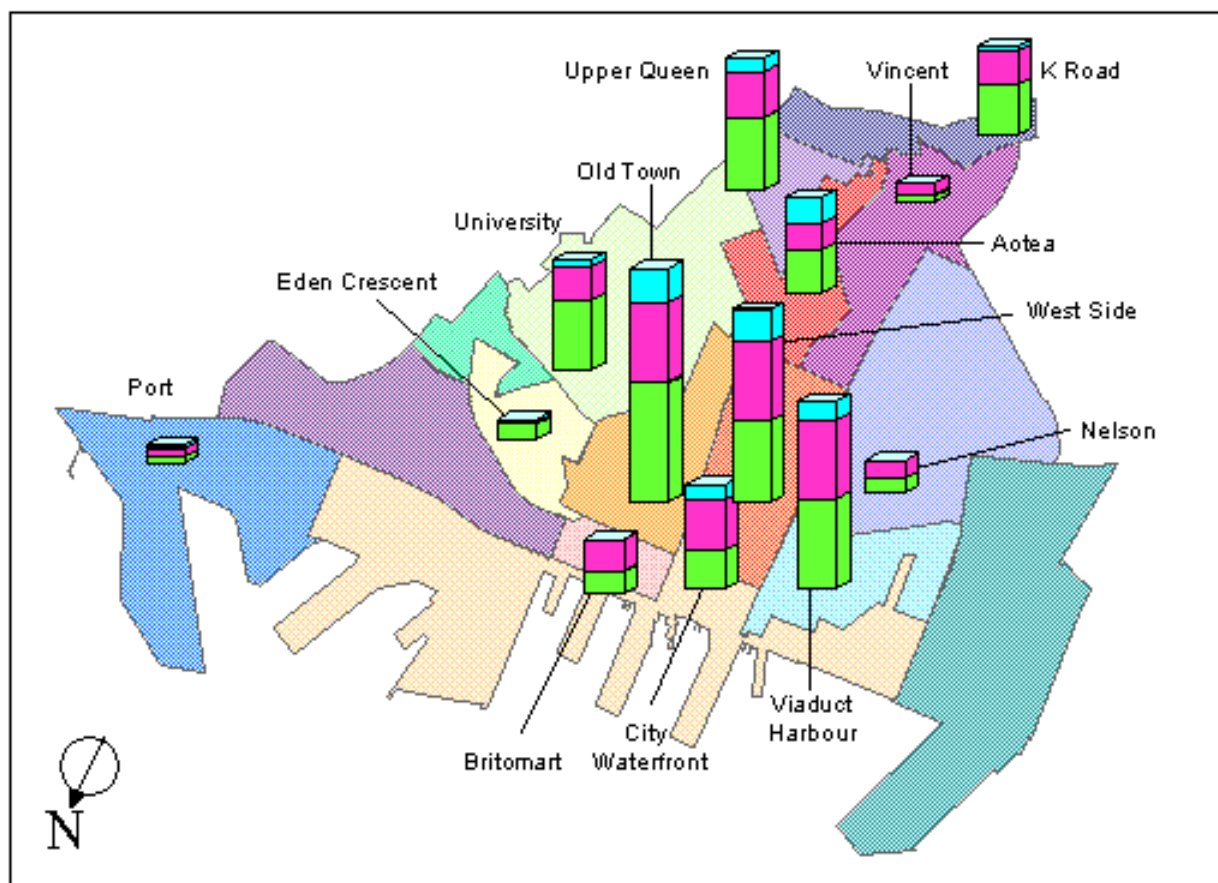 Upper Queen
Vincent
K Road
Old Town
University
Aotea
Eden Crescent
West Side
Port
Nelson
Viaduct
Harbour
City
Waterfront
Britomart
N